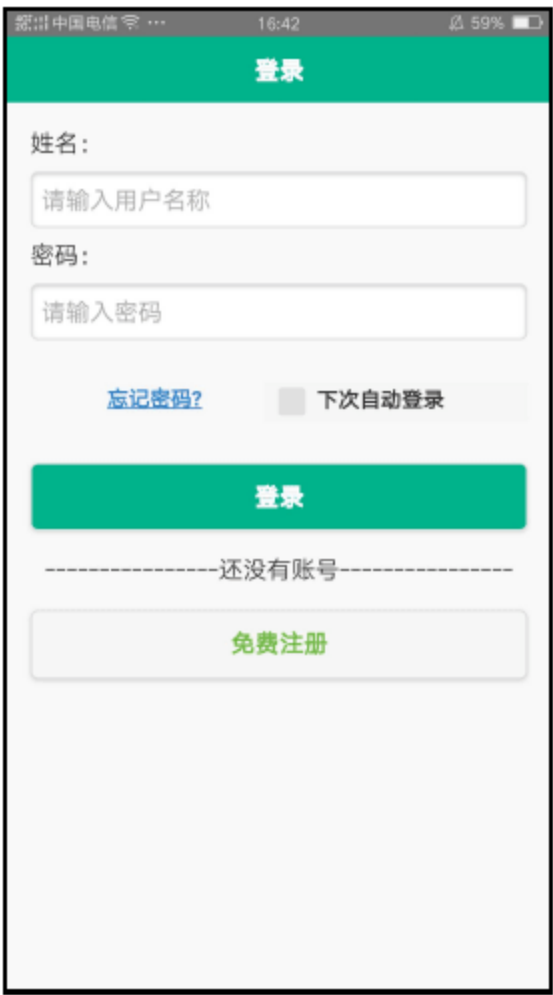 中国电信 ... 16:42 59%
登录
姓名:
请输入用户名称
密码:
请输入密码
忘记密码? 下次自动登录
登录
----------------还没有账号----------------
免费注册